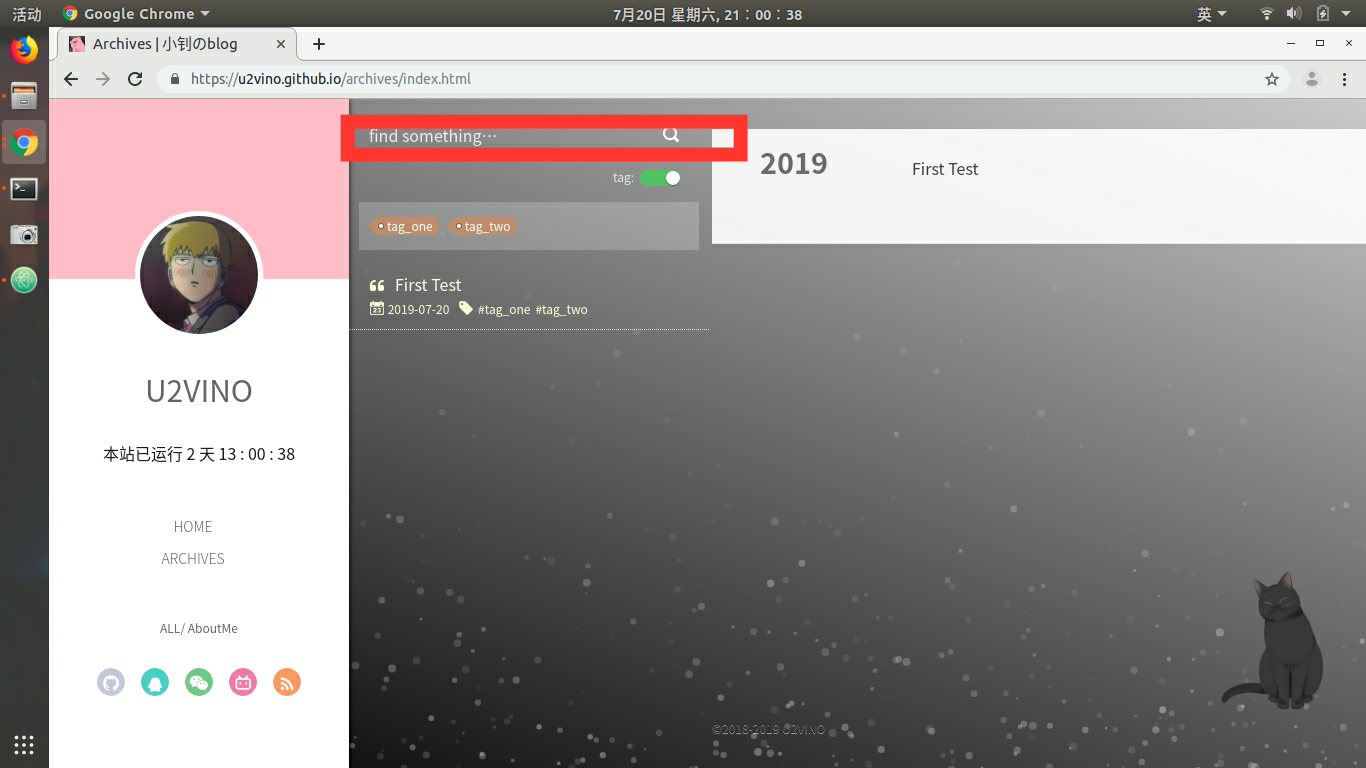 活动
Google Chrome
7月20日 星期六, 21∶00∶38
英
Archives | 小钊のblog
https://u2vino.github.io/archives/index.html
find something…
tag:
tag_one
tag_two
First Test
2019-07-20
#tag_one #tag_two
2019
First Test
U2VINO
本站已运行 2 天 13 : 00 : 38
HOME
ARCHIVES
ALL/ AboutMe
©2018-2019 U2VINO